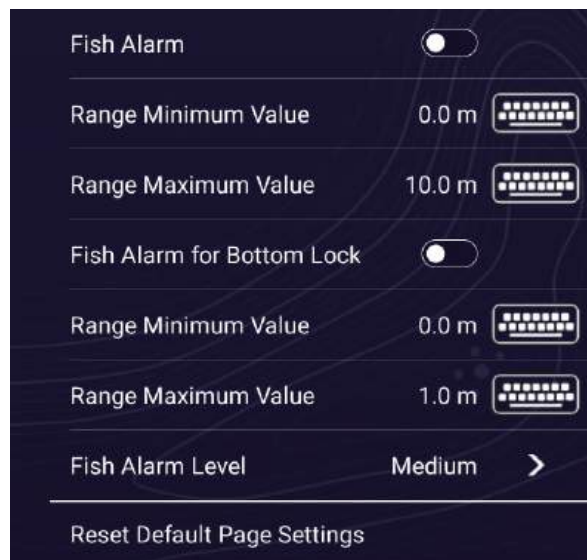 Fish Alarm
Range Minimum Value 0.0 m
Range Maximum Value 10.0 m
Fish Alarm for Bottom Lock
Range Minimum Value 0.0 m
Range Maximum Value 1.0 m
Fish Alarm Level Medium
Reset Default Page Settings